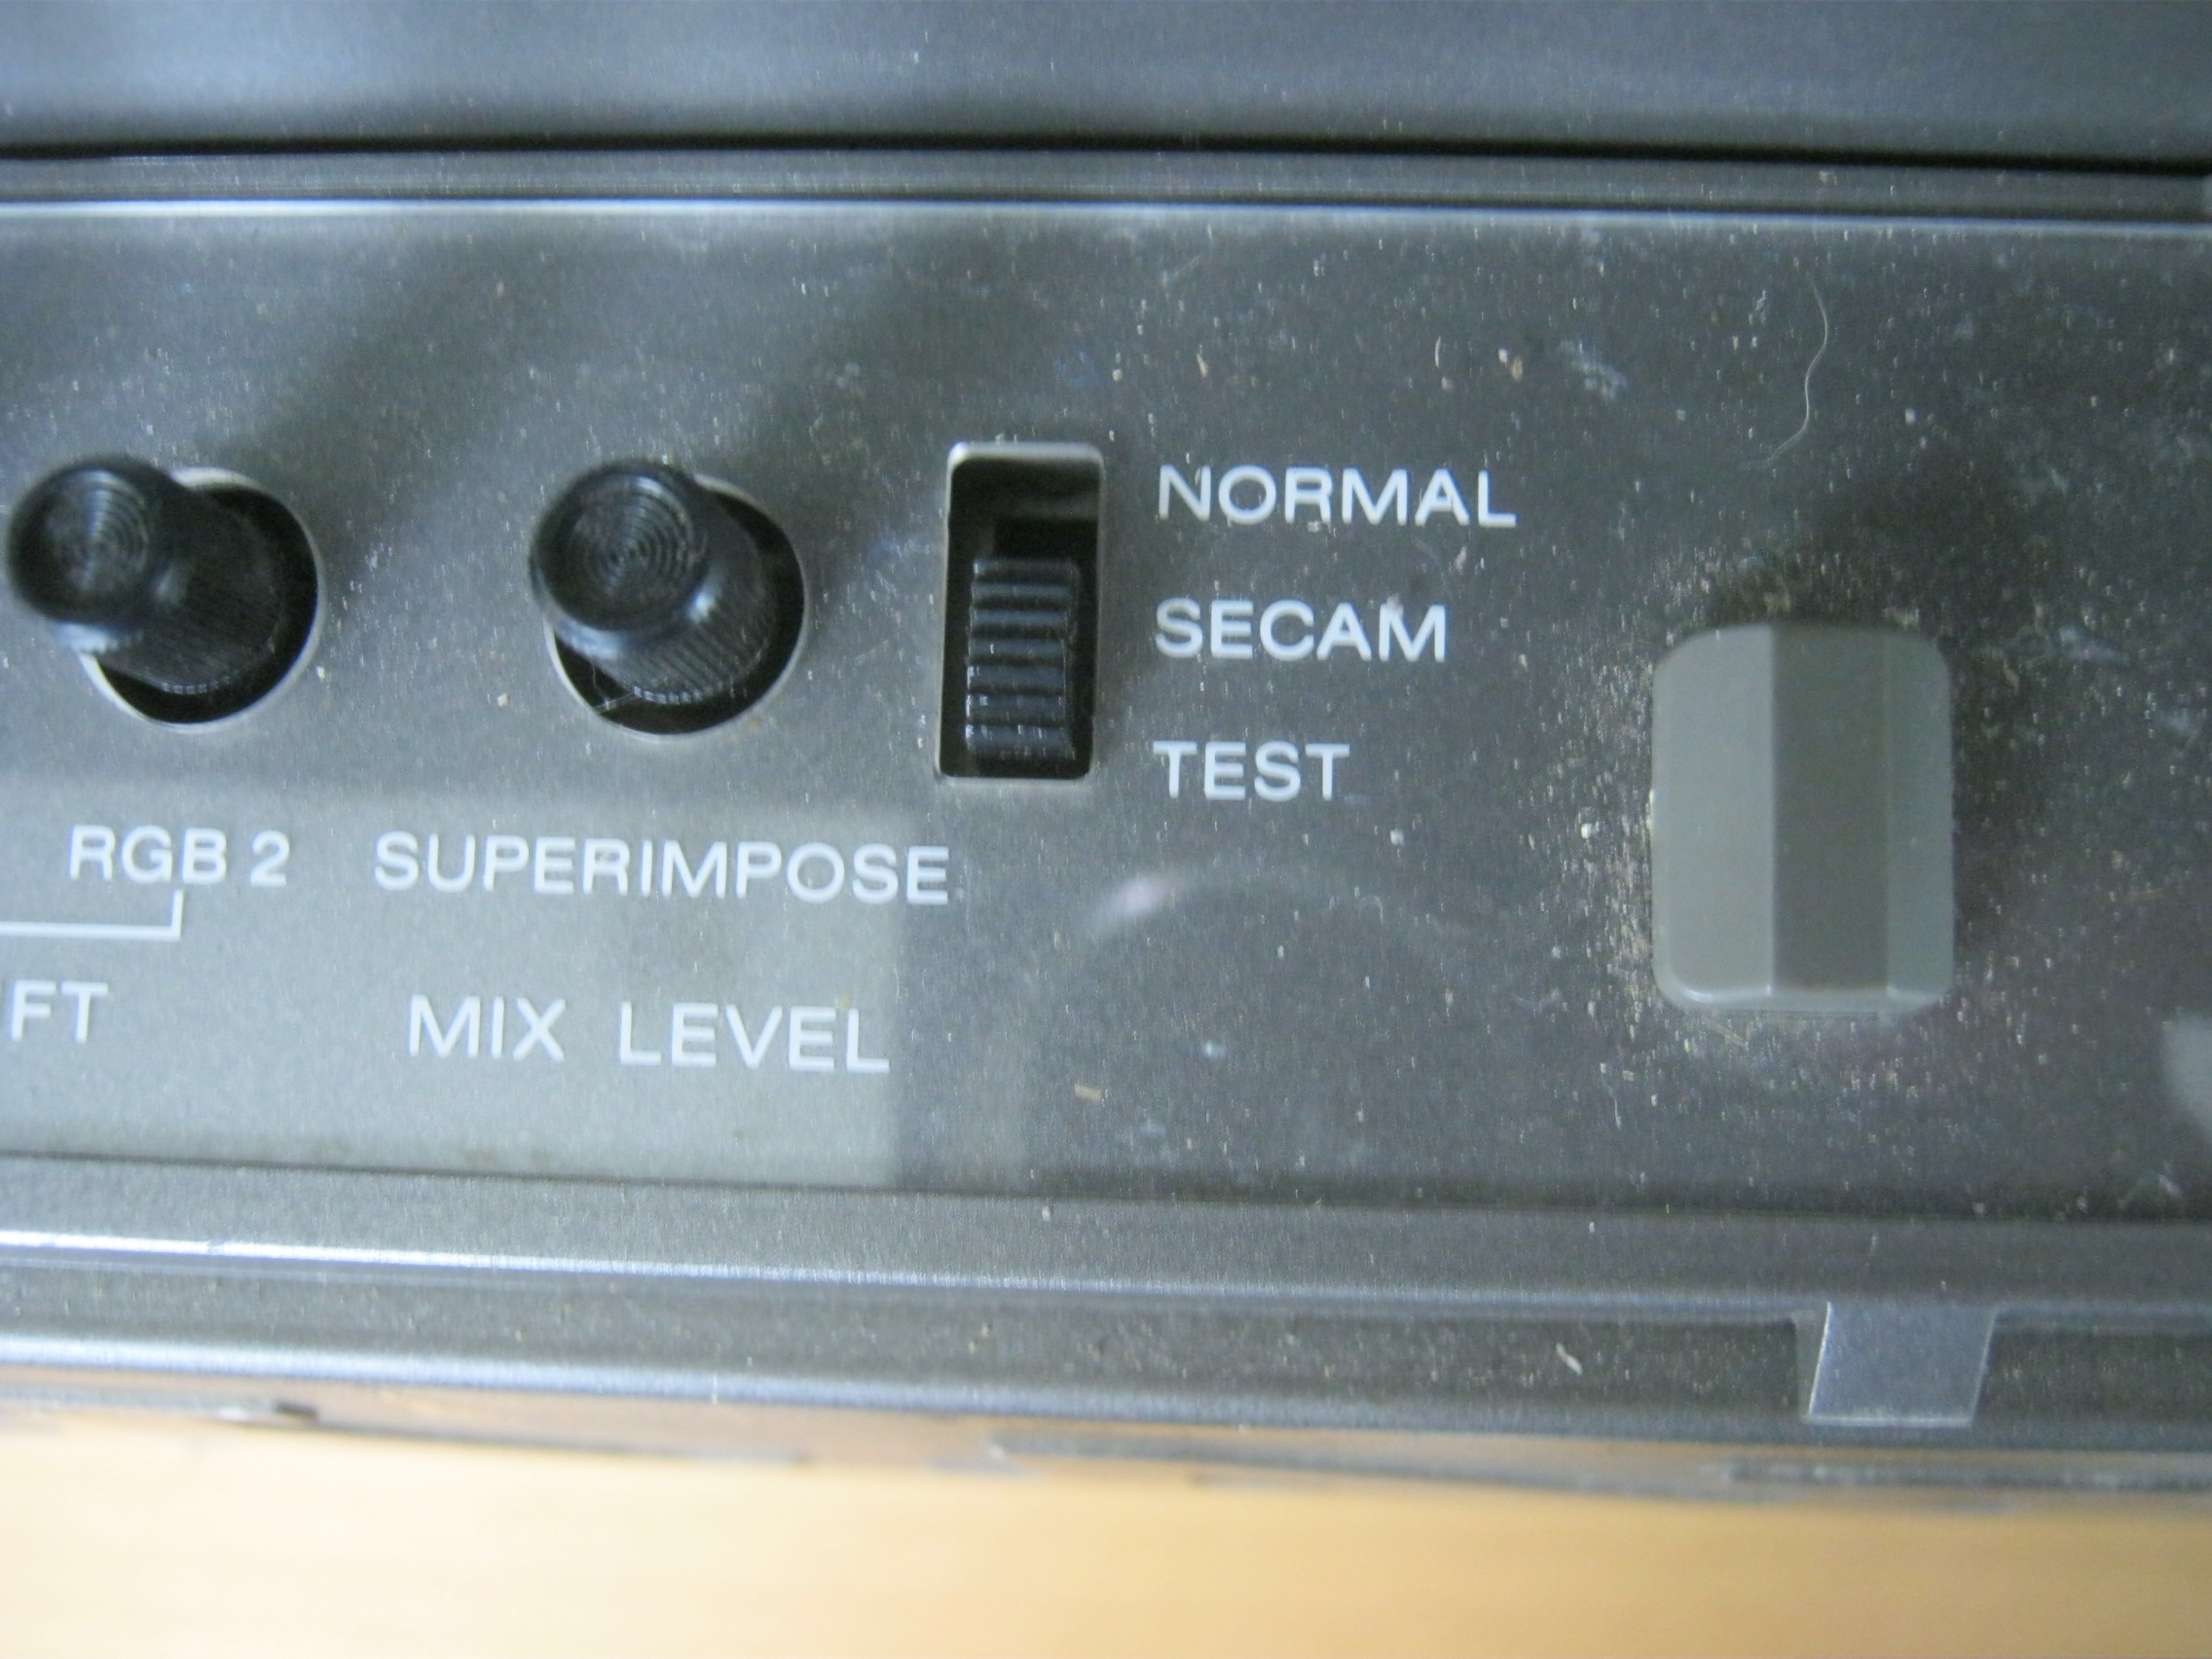 NORMAL
SECAM
TEST
RGB 2
SUPERIMPOSE
FT
MIX LEVEL